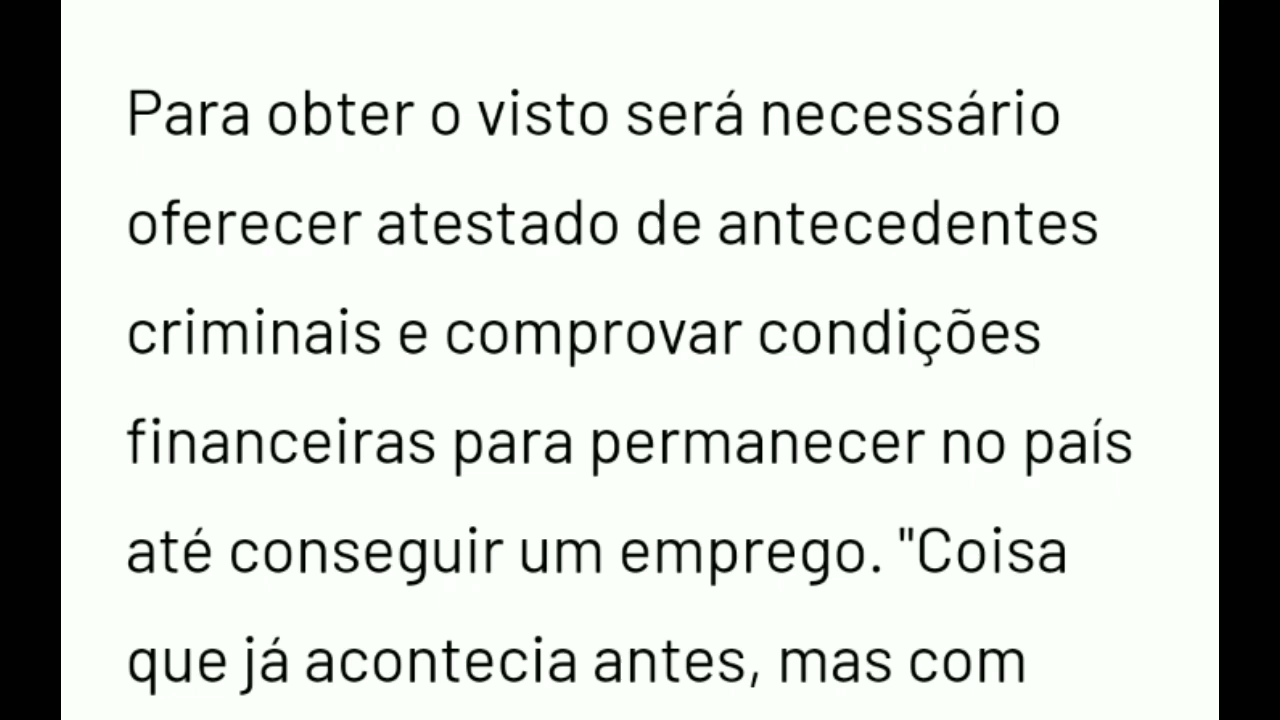 Para obter o visto será necessário
oferecer atestado de antecedentes
criminais e comprovar condições
financeiras para permanecer no país
até conseguir um emprego. "Coisa
que já acontecia antes, mas com